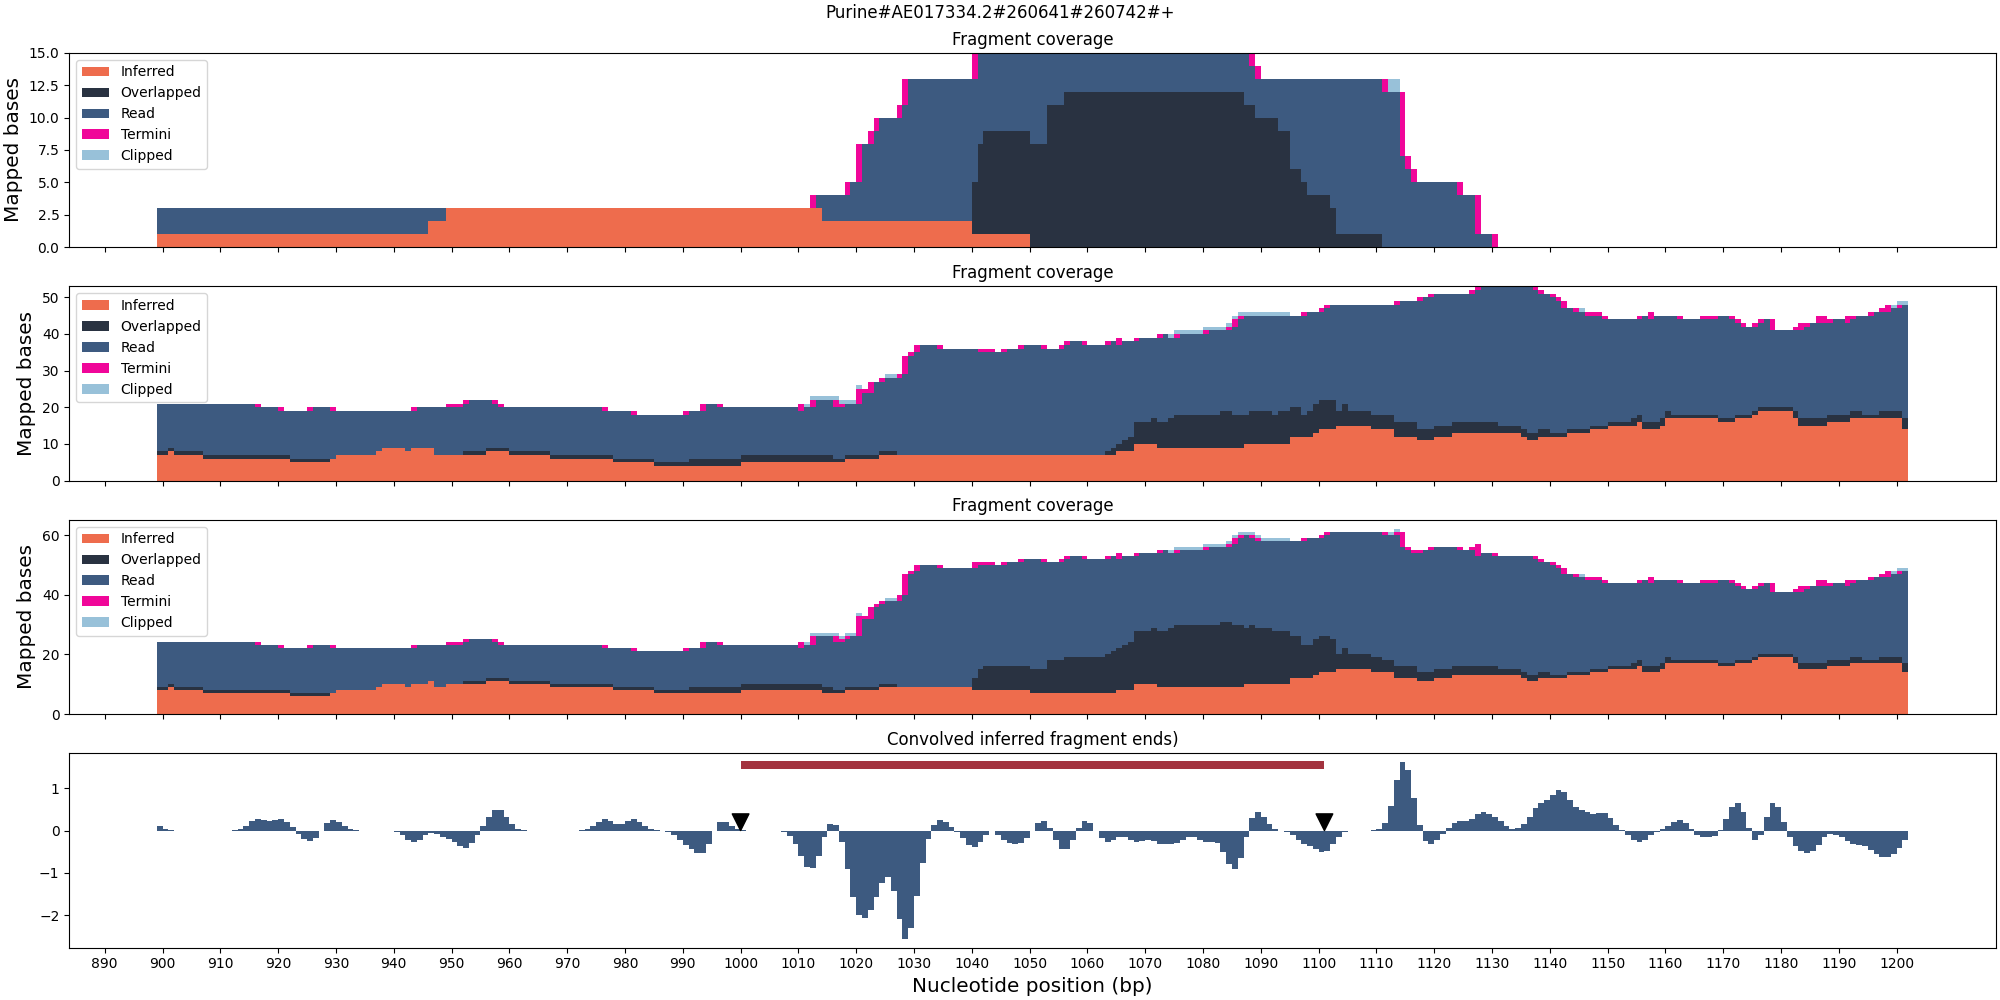 Purine#AE017334.2#260641#260742#+
Fragment coverage
Mapped bases
15.0
12.5
10.0
7.5
5.0
2.5
0.0
Inferred
Overlapped
Read
Termini
Clipped
Fragment coverage
Mapped bases
50
40
30
20
10
0
Inferred
Overlapped
Read
Termini
Clipped
Fragment coverage
Mapped bases
60
40
20
0
Inferred
Overlapped
Read
Termini
Clipped
Convolved inferred fragment ends)
1
0
−1
−2
890 900 910 920 930 940 950 960 970 980 990 1000 1010 1020 1030 1040 1050 1060 1070 1080 1090 1100 1110 1120 1130 1140 1150 1160 1170 1180 1190 1200
Nucleotide position (bp)